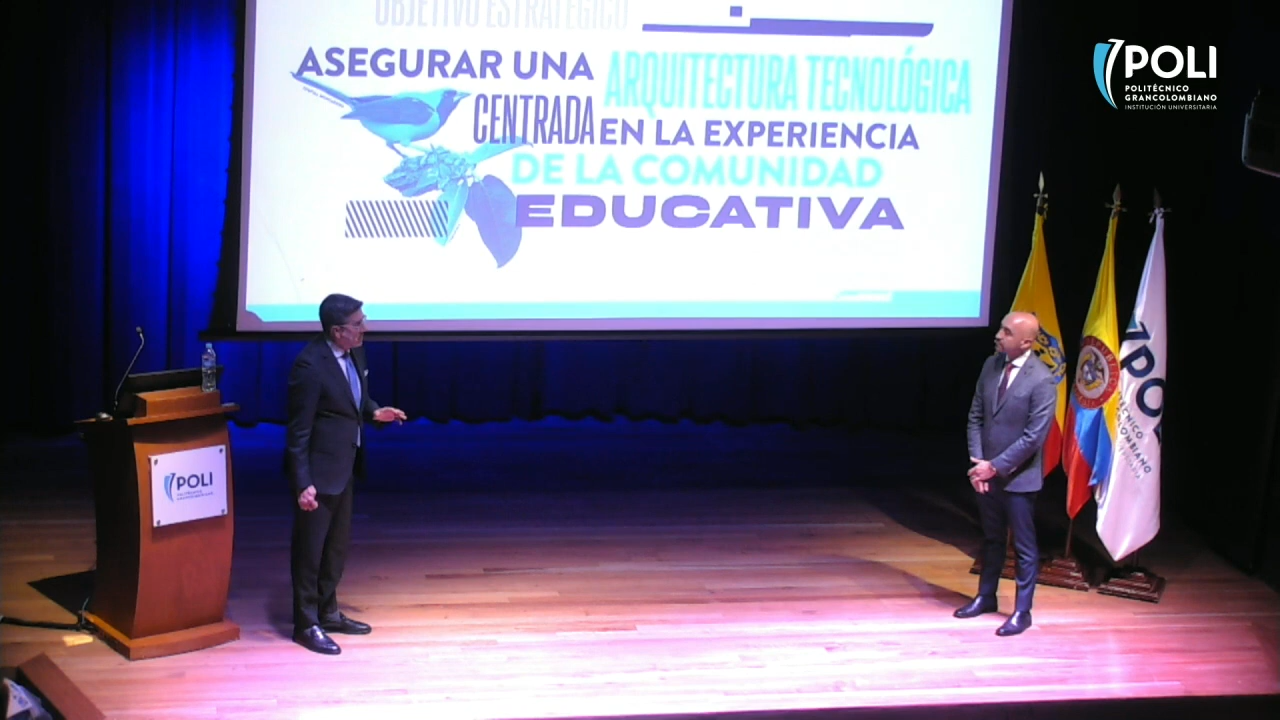 OBJETIVO ESTRATÉGICO
ASEGURAR UNA ARQUITECTURA TECNOLÓGICA
CENTRADA EN LA EXPERIENCIA
DE LA COMUNIDAD
EDUCATIVA
POLI
POLITÉCNICO
GRANCOLOMBIANO
INSTITUCIÓN UNIVERSITARIA
POLI